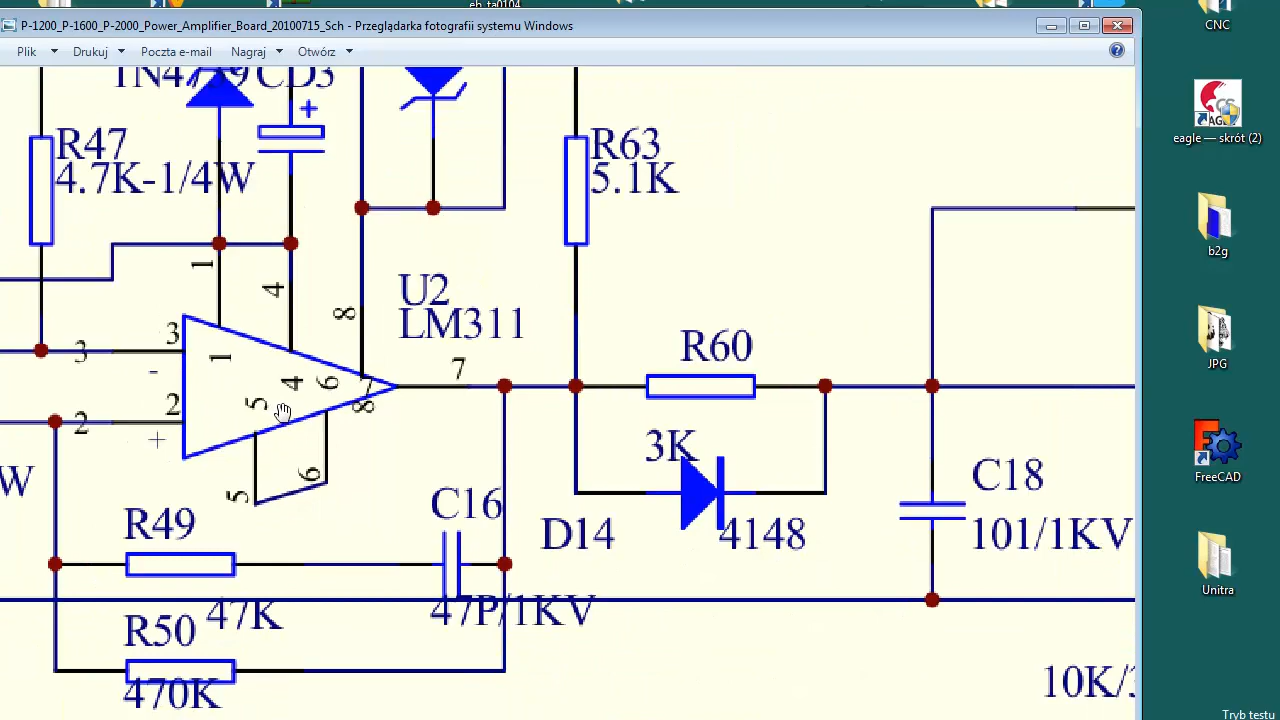 eh_ta0104
P-1200_P-1600_P-2000_Power_Amplifier_Board_20100715_Sch - Przeglądarka fotografii systemu Windows
Plik Drukuj Poczta e-mail Nagraj Otwórz
CNC
eagle — skrót (2)
b2g
JPG
FreeCAD
Unitra
Tryb testu
CD3
+
R47
4.7K-1/4W
R63
5.1K
1
4
8
U2
LM311
3
3
-
2
2
+
1
4
6
7
5
8
7
5
6
R60
3K
D14
4148
C18
101/1KV
W
R49
47K
C16
47P/1KV
R50
470K
10K/